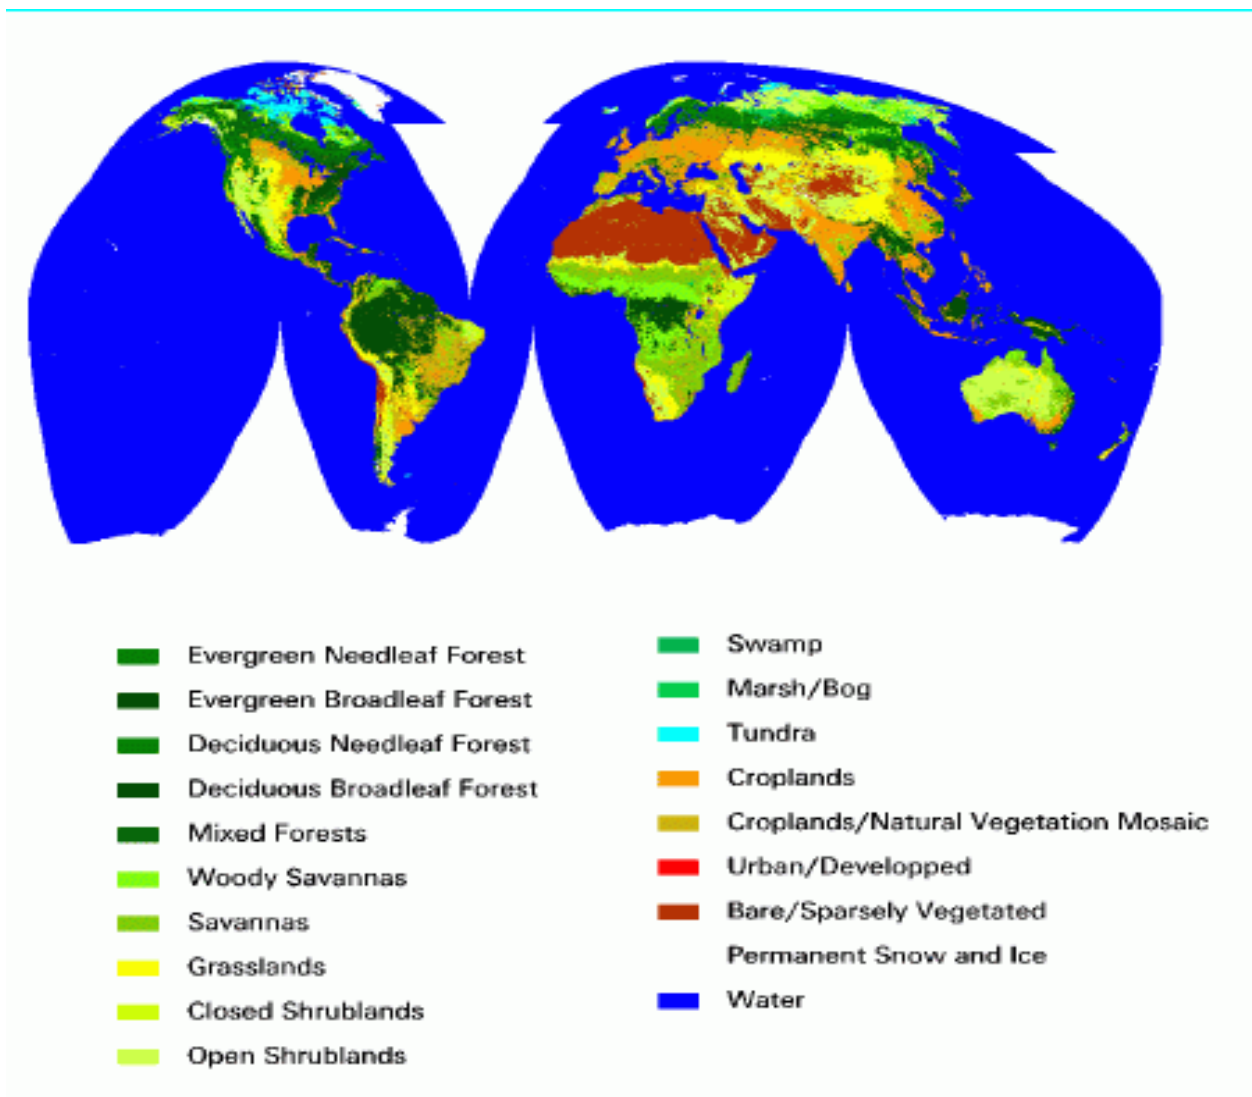 Evergreen Needleaf Forest
Evergreen Broadleaf Forest
Deciduous Needleaf Forest
Deciduous Broadleaf Forest
Mixed Forests
Woody Savannas
Savannas
Grasslands
Closed Shrublands
Open Shrublands
Swamp
Marsh/Bog
Tundra
Croplands
Croplands/Natural Vegetation Mosaic
Urban/Developped
Bare/Sparsely Vegetated
Permanent Snow and Ice
Water